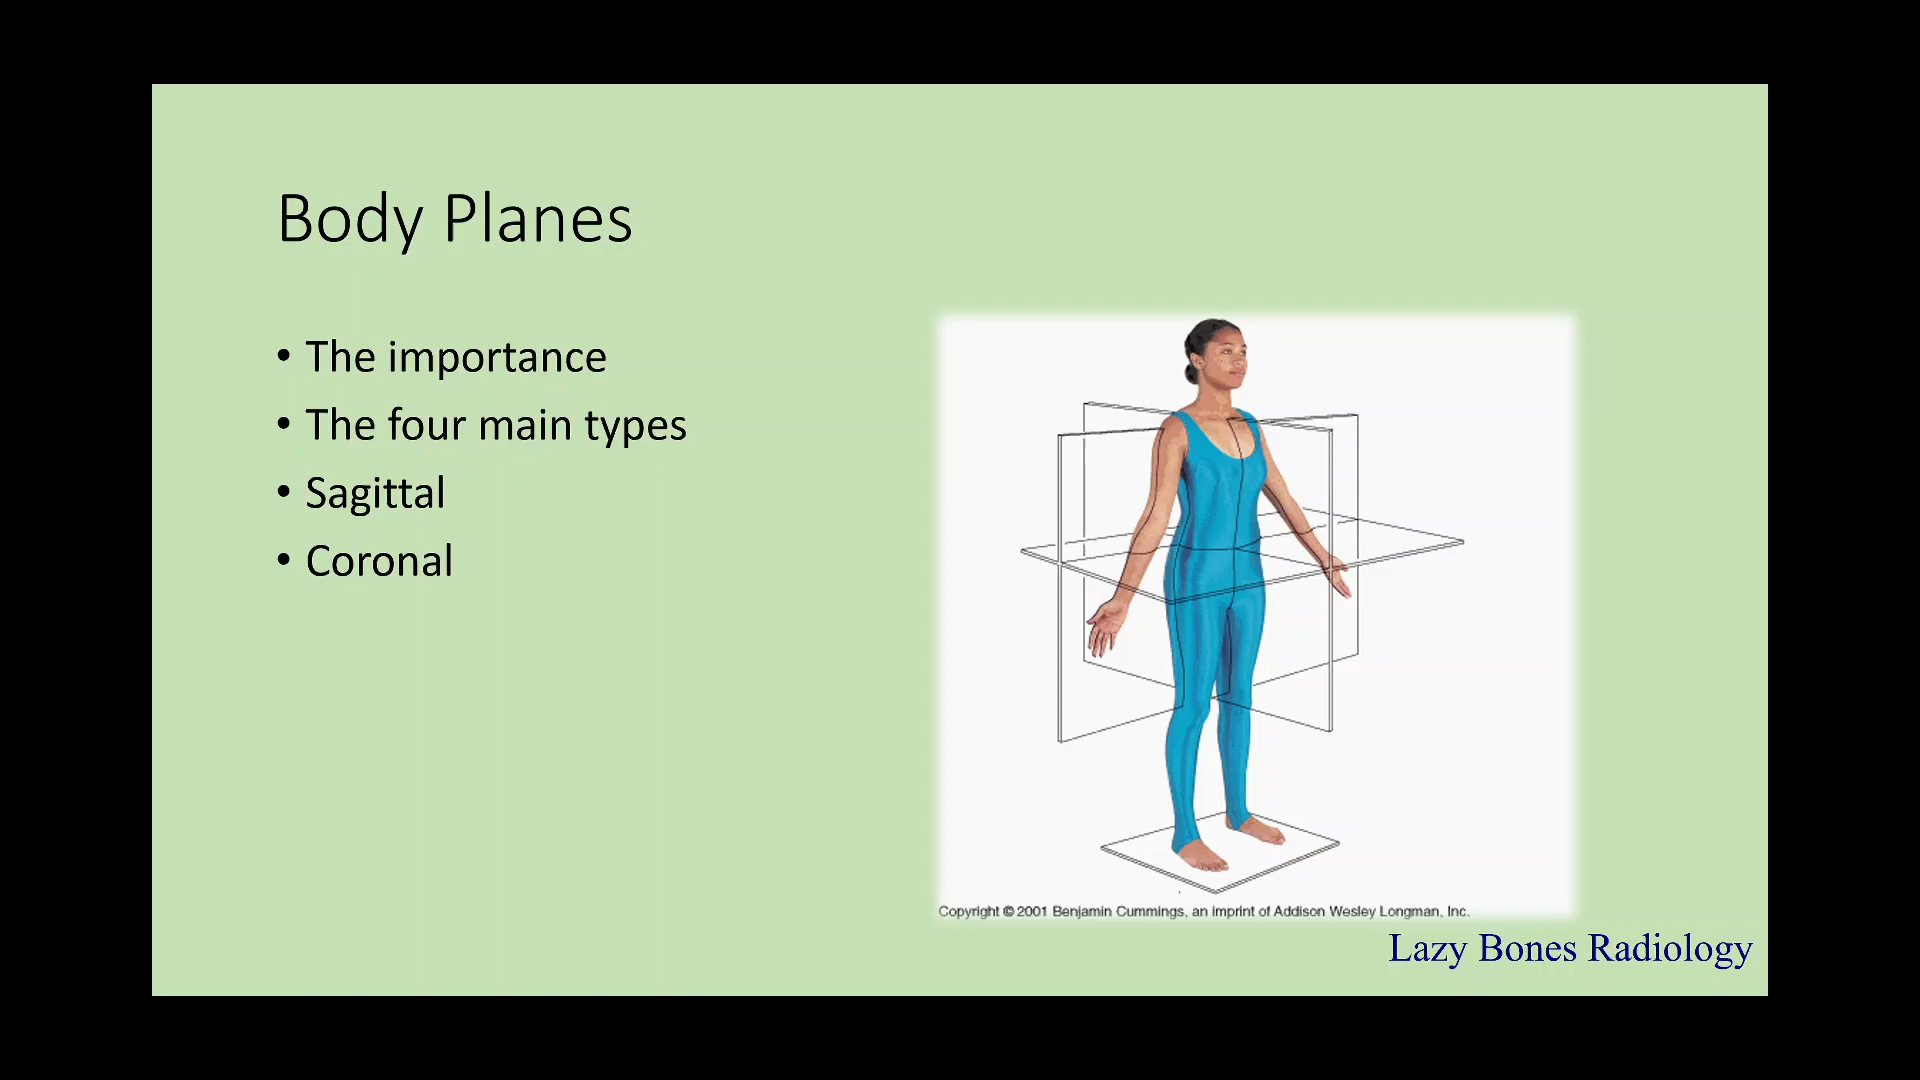 Body Planes
• The importance
• The four main types
• Sagittal
• Coronal
Copyright © 2001 Benjamin Cummings, an imprint of Addison Wesley Longman, Inc.
Lazy Bones Radiology